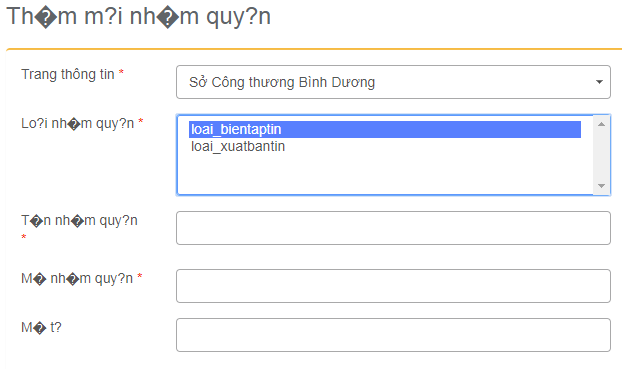 Th�m m?i nh�m quy?n
Trang thông tin *
Sở Công thương Bình Dương
Lo?i nh�m quy?n *
loai_bientaptin
loai_xuatbantin
T�n nh�m quy?n
*
M� nh�m quy?n *
M� t?